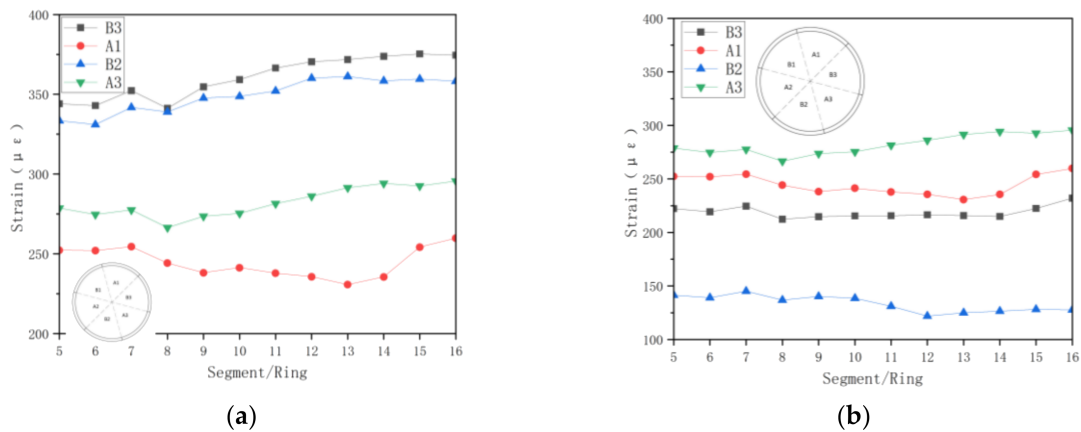 400
350
300
250
200
Strain ( μ ε )
B3
A1
B2
A3
A1
B1
B3
A2
A3
B2
5 6 7 8 9 10 11 12 13 14 15 16
Segment/Ring
(a)
400
350
300
250
200
150
100
Strain ( μ ε )
B3
A1
B2
A3
A1
B1
B3
A2
A3
B2
5 6 7 8 9 10 11 12 13 14 15 16
Segment/Ring
(b)